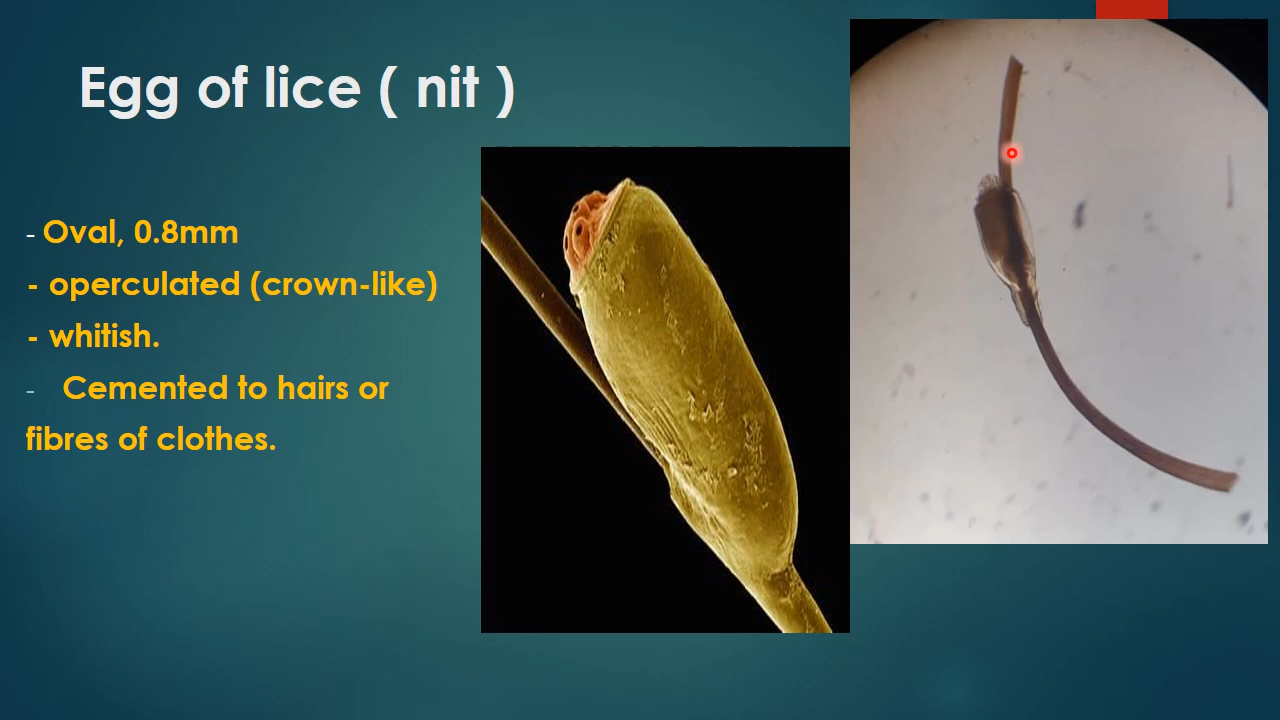 Egg of lice ( nit )
- Oval, 0.8mm
- operculated (crown-like)
- whitish.
- Cemented to hairs or
fibres of clothes.